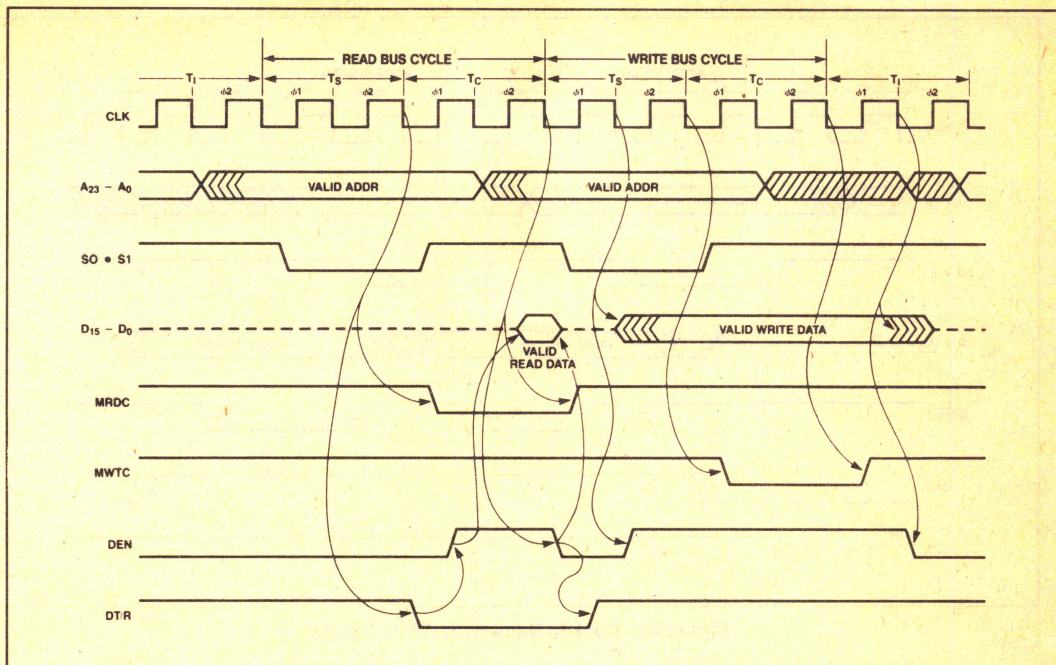 READ BUS CYCLE WRITE BUS CYCLE
TI TS TC TS TC TI
φ2 φ1 φ2 φ1 φ2 φ1 φ2 φ1 φ2 φ1 φ2
CLK
A23 – A0 VALID ADDR VALID ADDR
S0 • S1
D15 – D0 VALID WRITE DATA
VALID
READ DATA
MRDC
MWTC
DEN
DT/R